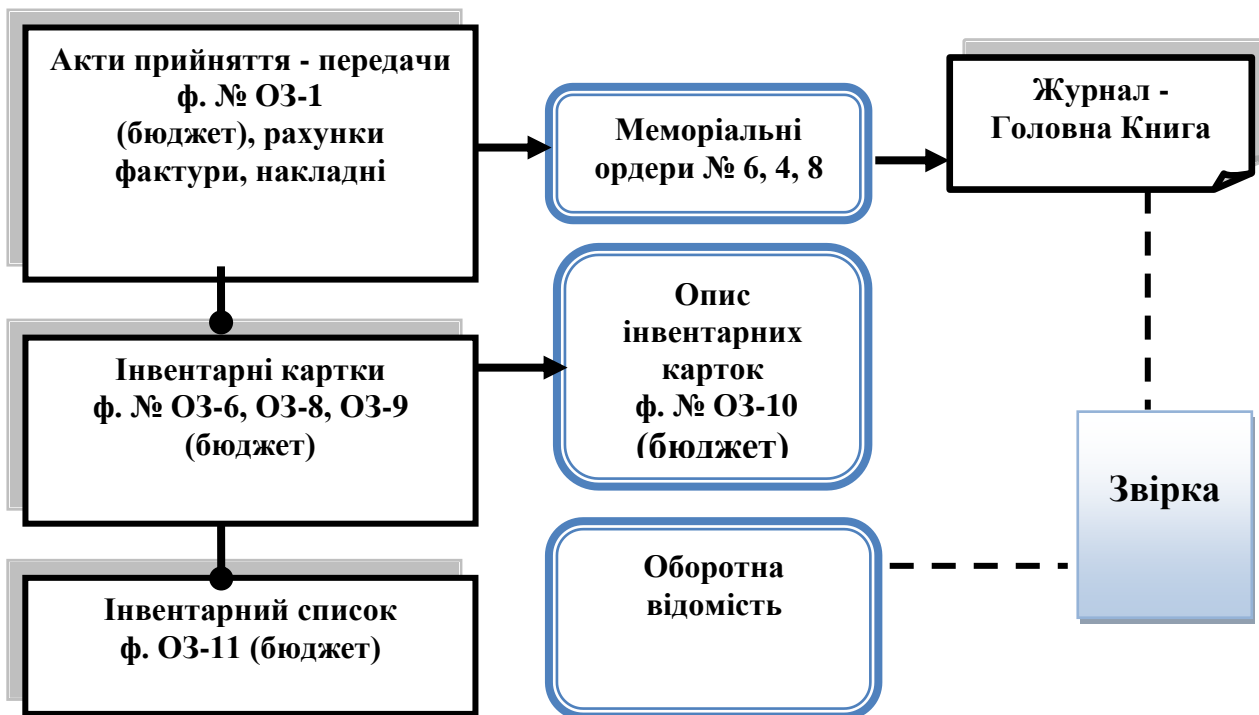 Акти прийняття - передачи
ф. № ОЗ-1
(бюджет), рахунки
фактури, накладні
Меморіальні
ордери № 6, 4, 8
Журнал -
Головна Книга
Інвентарні картки
ф. № ОЗ-6, ОЗ-8, ОЗ-9
(бюджет)
Опис
інвентарних
карток
ф. № ОЗ-10
(бюджет)
Звірка
Інвентарний список
ф. ОЗ-11 (бюджет)
Оборотна
відомість